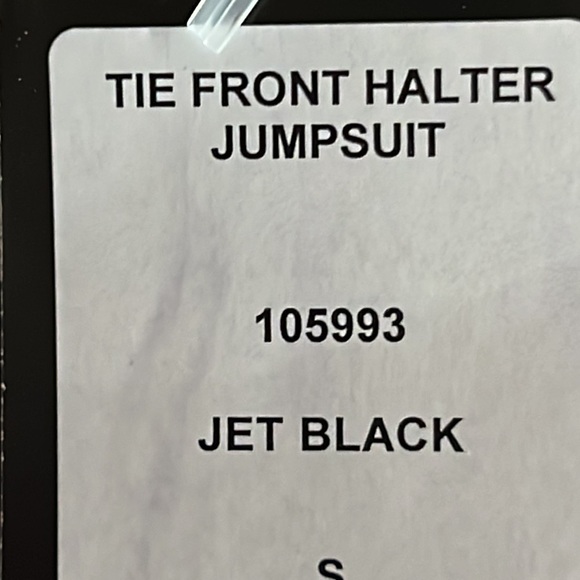 TIE FRONT HALTER
JUMPSUIT
105993
JET BLACK
S